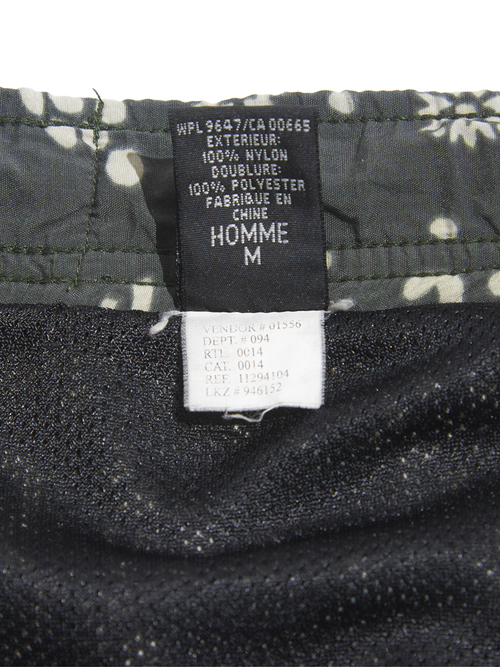 WPL 9647/CA 00665
EXTERIEUR:
100% NYLON
DOUBLURE:
100% POLYESTER
FABRIQUE EN
CHINE
HOMME
M
VENDOR # 01556
DEPT. # 094
RTL. 0014
CAT. 0014
REF. 11294104
LKZ # 946152